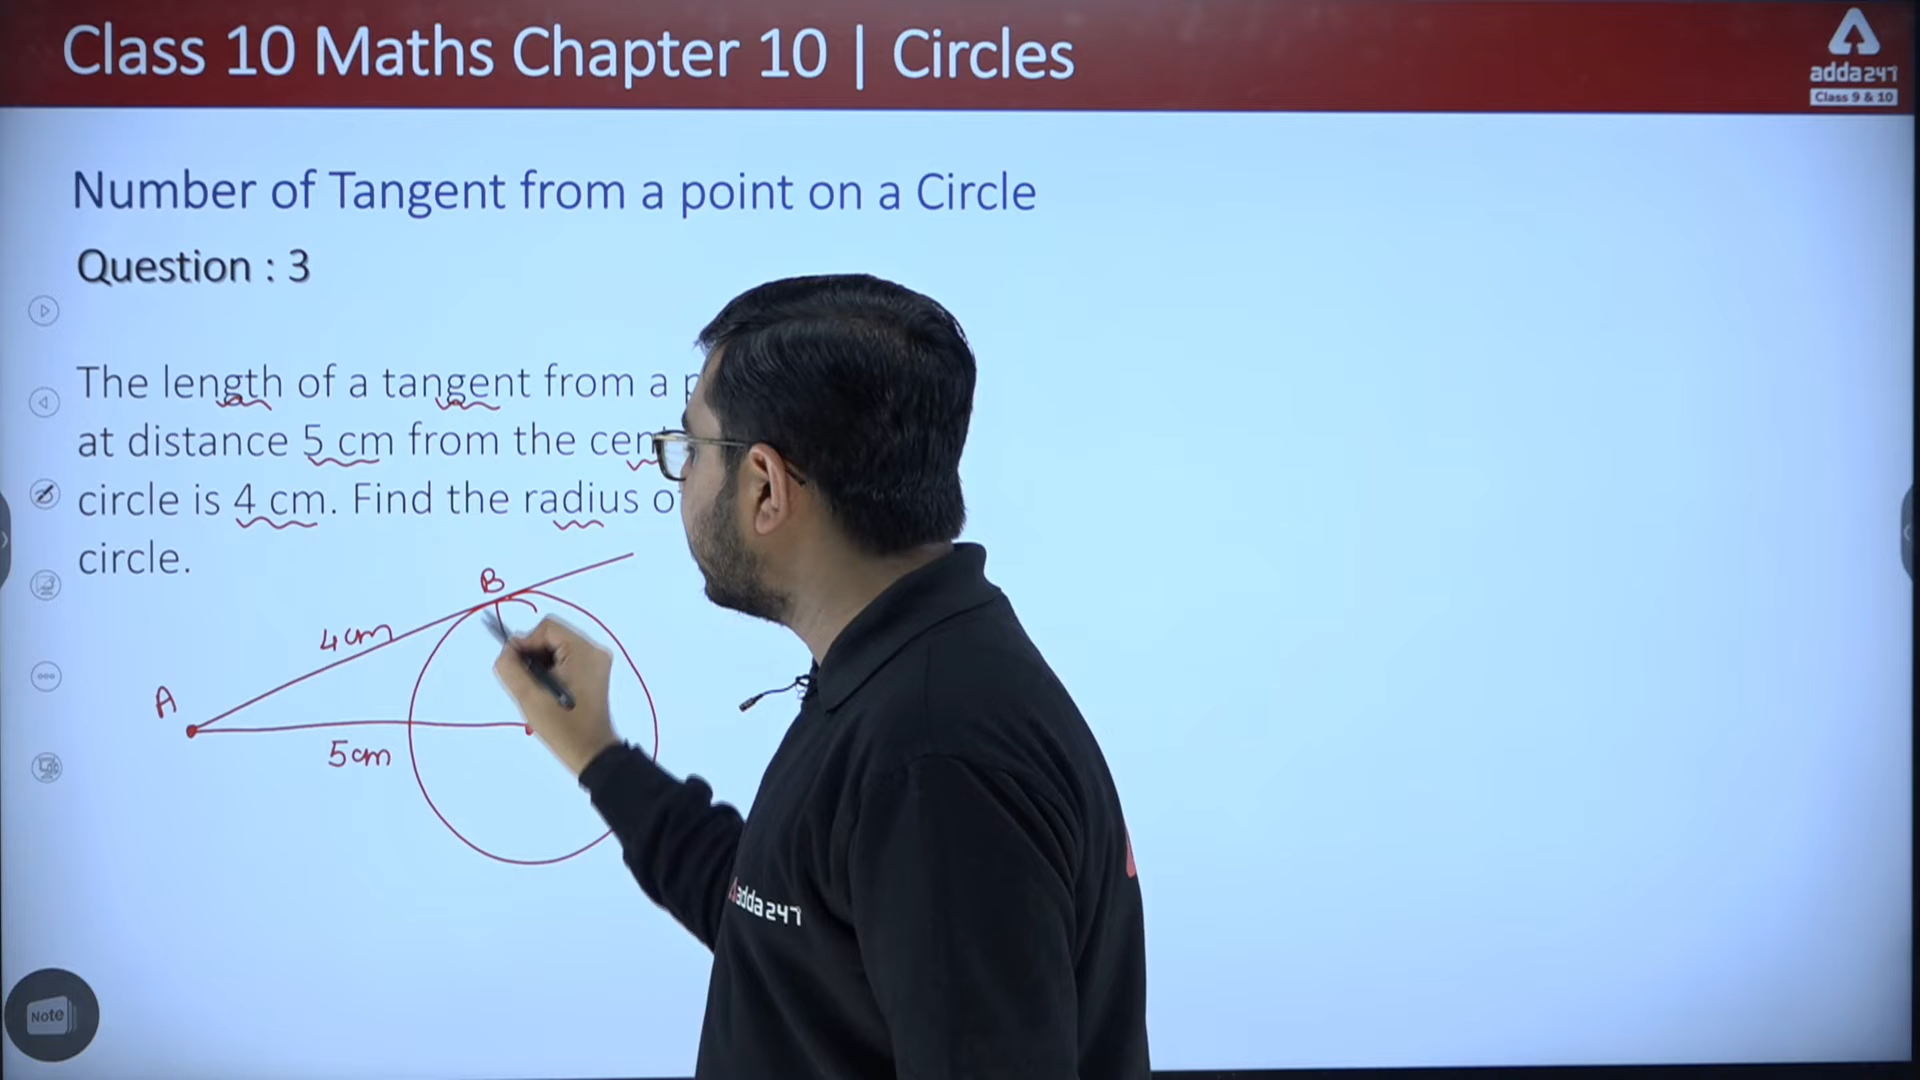 Class 10 Maths Chapter 10 | Circles
adda247
Class 9 & 10
Number of Tangent from a point on a Circle
Question : 3
The length of a tangent from a
at distance 5 cm from the
circle is 4 cm. Find the radius
circle.
B
4cm
A
5cm
adda247
Note